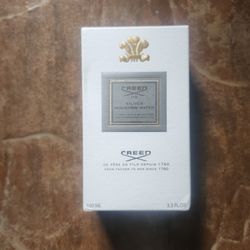 CREED
SILVER
MOUNTAIN WATER
CREED
DE PÈRE EN FILS DEPUIS 1760
FROM FATHER TO SON SINCE 1760
100 ML 3.3 FL.OZ